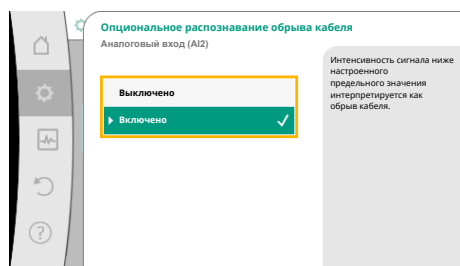 Опциональное распознавание обрыва кабеля
Аналоговый вход (AI2)
Интенсивность сигнала ниже
настроенного
предельного значения
интерпретируется как
обрыв кабеля.
Выключено
Включено
?